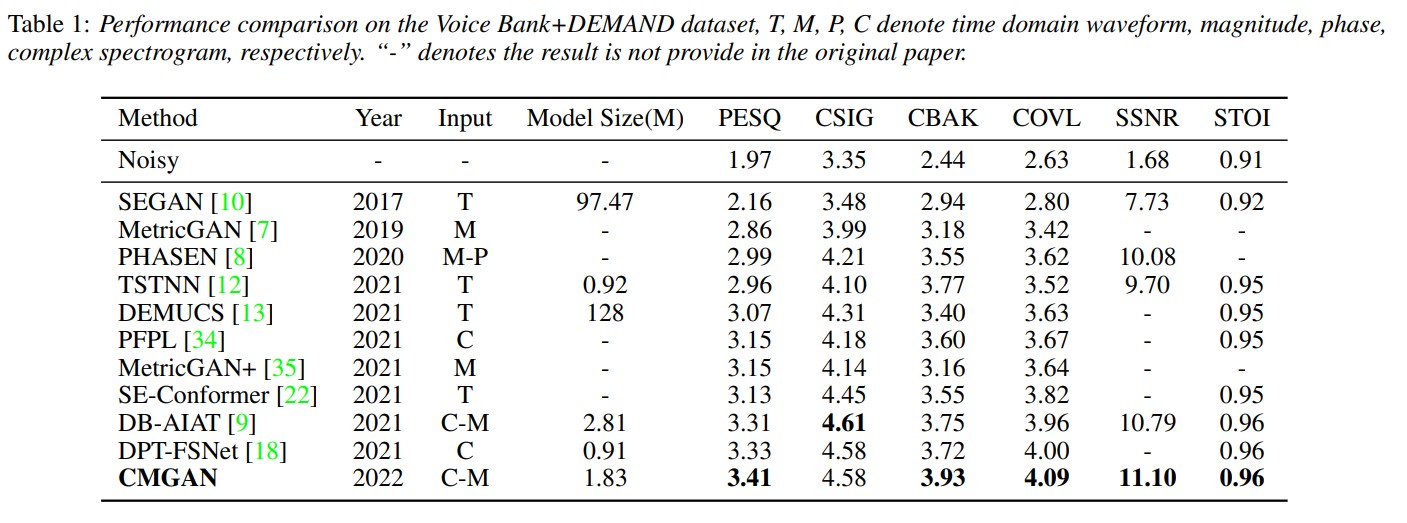 Table 1: Performance comparison on the Voice Bank+DEMAND dataset, T, M, P, C denote time domain waveform, magnitude, phase,
complex spectrogram, respectively. “-” denotes the result is not provide in the original paper.
Method Year Input Model Size(M) PESQ CSIG CBAK COVL SSNR STOI
Noisy - - - 1.97 3.35 2.44 2.63 1.68 0.91
SEGAN [10] 2017 T 97.47 2.16 3.48 2.94 2.80 7.73 0.92
MetricGAN [7] 2019 M - 2.86 3.99 3.18 3.42 - -
PHASEN [8] 2020 M-P - 2.99 4.21 3.55 3.62 10.08 -
TSTNN [12] 2021 T 0.92 2.96 4.10 3.77 3.52 9.70 0.95
DEMUCS [13] 2021 T 128 3.07 4.31 3.40 3.63 - 0.95
PFPL [34] 2021 C - 3.15 4.18 3.60 3.67 - 0.95
MetricGAN+ [35] 2021 M - 3.15 4.14 3.16 3.64 - -
SE-Conformer [22] 2021 T - 3.13 4.45 3.55 3.82 - 0.95
DB-AIAT [9] 2021 C-M 2.81 3.31 4.61 3.75 3.96 10.79 0.96
DPT-FSNet [18] 2021 C 0.91 3.33 4.58 3.72 4.00 - 0.96
CMGAN 2022 C-M 1.83 3.41 4.58 3.93 4.09 11.10 0.96